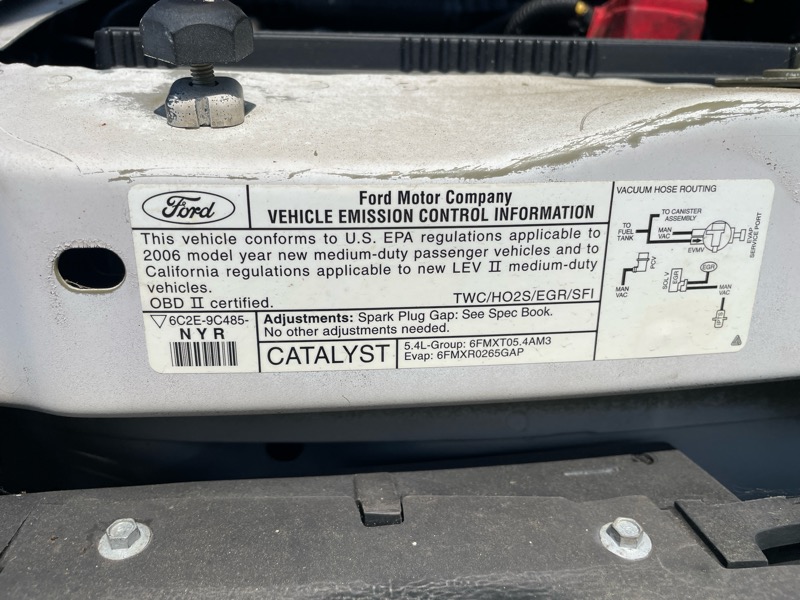 Ford
Ford Motor Company
VEHICLE EMISSION CONTROL INFORMATION
This vehicle conforms to U.S. EPA regulations applicable to
2006 model year new medium-duty passenger vehicles and to
California regulations applicable to new LEV II medium-duty
vehicles.
OBD II certified.
TWC/HO2S/EGR/SFI
6C2E-9C485-
NYR
Adjustments: Spark Plug Gap: See Spec Book.
No other adjustments needed.
CATALYST
5.4L-Group: 6FMXT05.4AM3
Evap: 6FMXR0265GAP
VACUUM HOSE ROUTING
TO CANISTER
ASSEMBLY
TO
FUEL
TANK
MAN
VAC
EVMV
EVAP
SERVICE PORT
PCV
MAN
VAC
SOL V
EGR
EGR
MAN
VAC